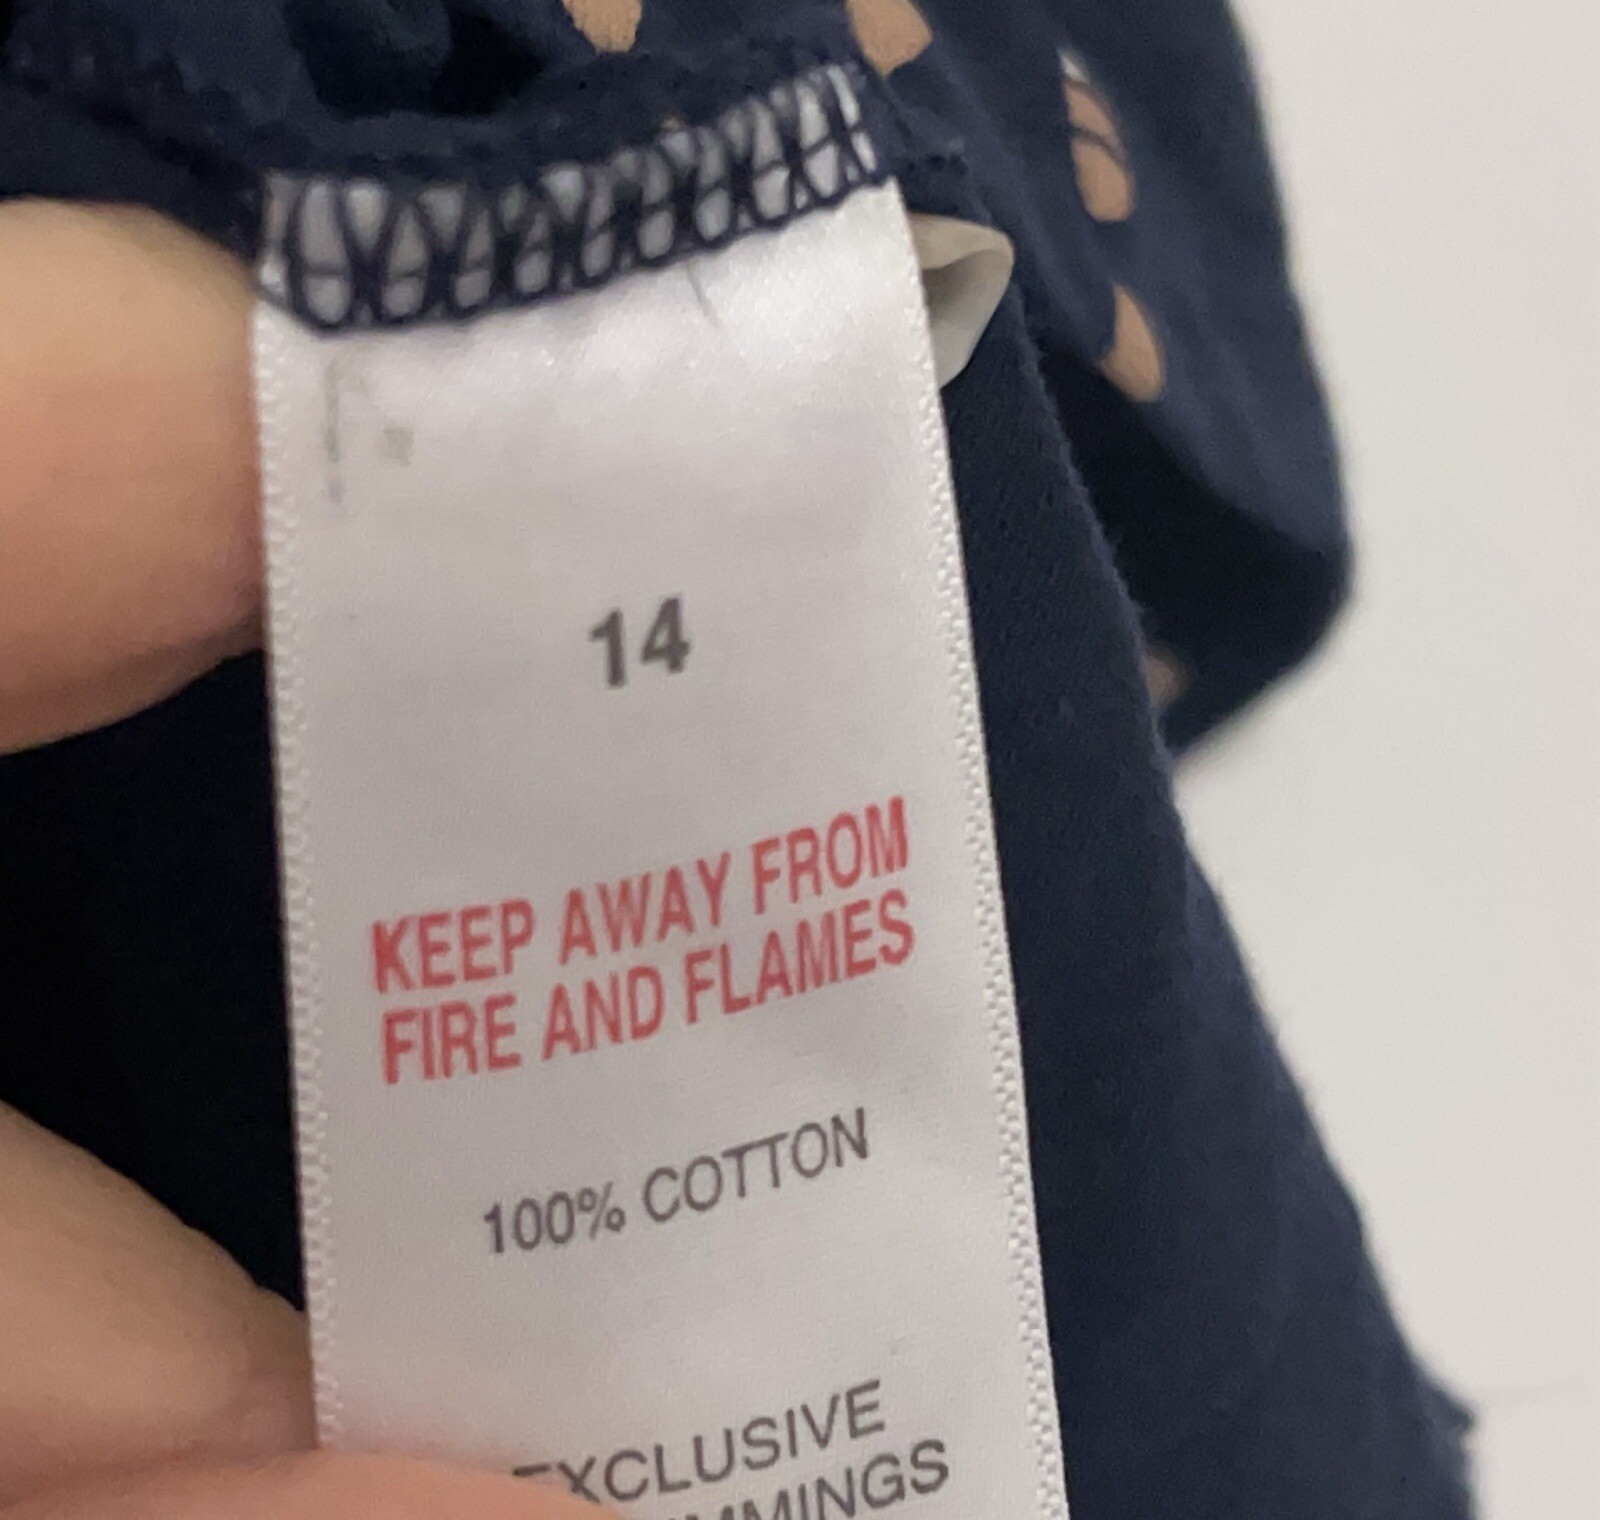 14
KEEP AWAY FROM
FIRE AND FLAMES
100% COTTON
EXCLUSIVE